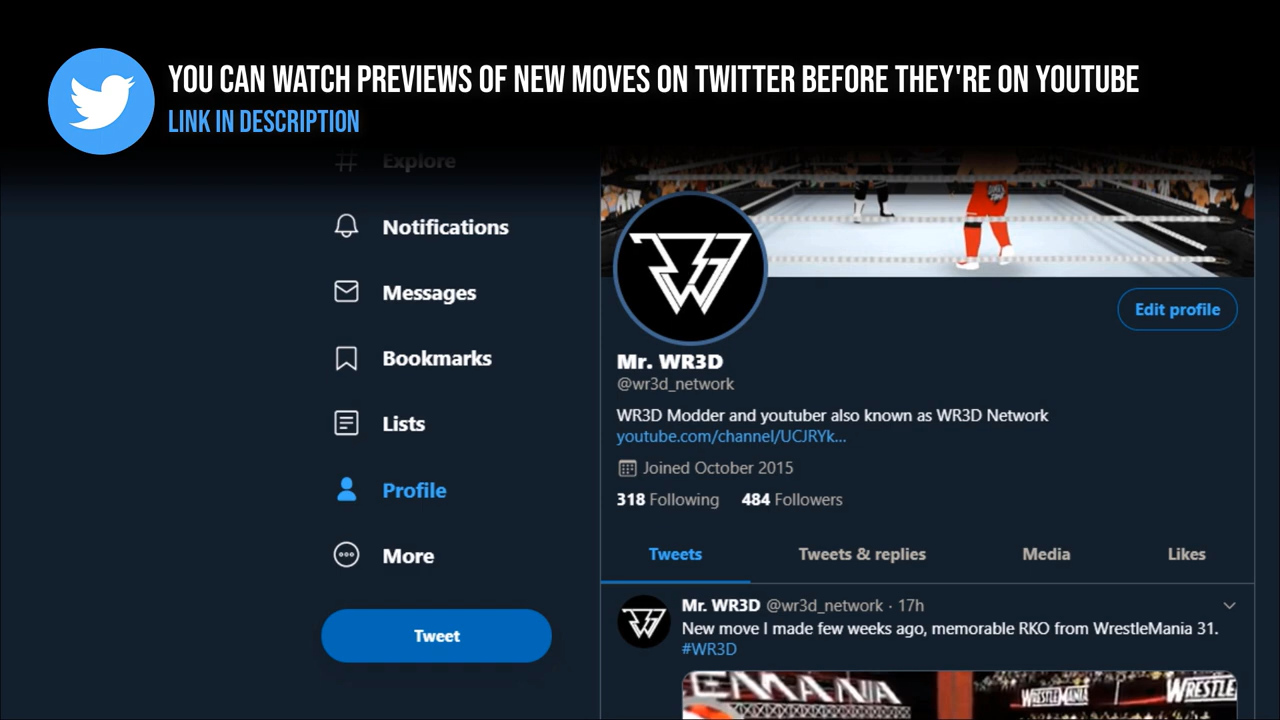 YOU CAN WATCH PREVIEWS OF NEW MOVES ON TWITTER BEFORE THEY'RE ON YOUTUBE
LINK IN DESCRIPTION
Explore
Notifications
Messages
Bookmarks
Lists
Profile
More
Tweet
Edit profile
Mr. WR3D
@wr3d_network
WR3D Modder and youtuber also known as WR3D Network
youtube.com/channel/UCJRYk...
Joined October 2015
318 Following 484 Followers
Tweets Tweets & replies Media Likes
Mr. WR3D @wr3d_network · 17h
New move I made few weeks ago, memorable RKO from WrestleMania 31.
#WR3D
EMANIA WRESTLEMANIA WRESTLE